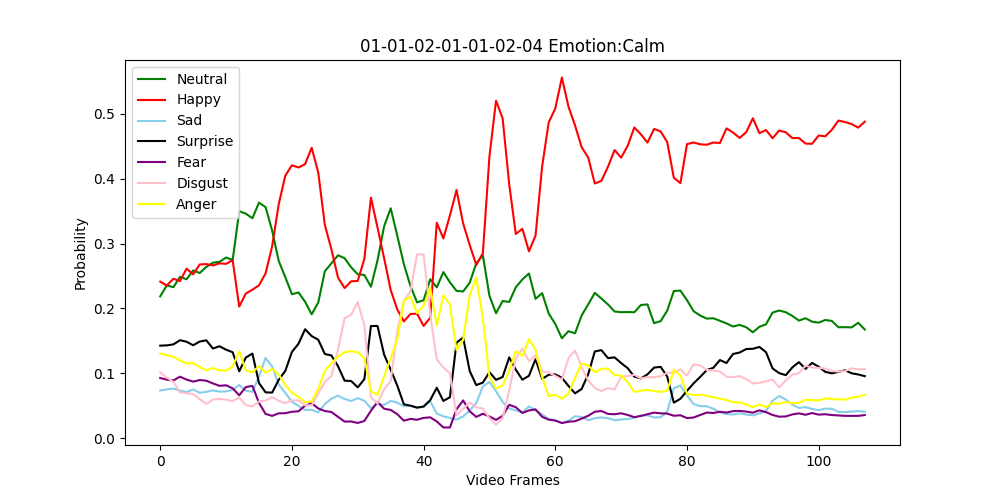 01-01-02-01-01-02-04 Emotion:Calm
Neutral
Happy
Sad
Surprise
Fear
Disgust
Anger
Probability
0.5
0.4
0.3
0.2
0.1
0.0
0 20 40 60 80 100
Video Frames